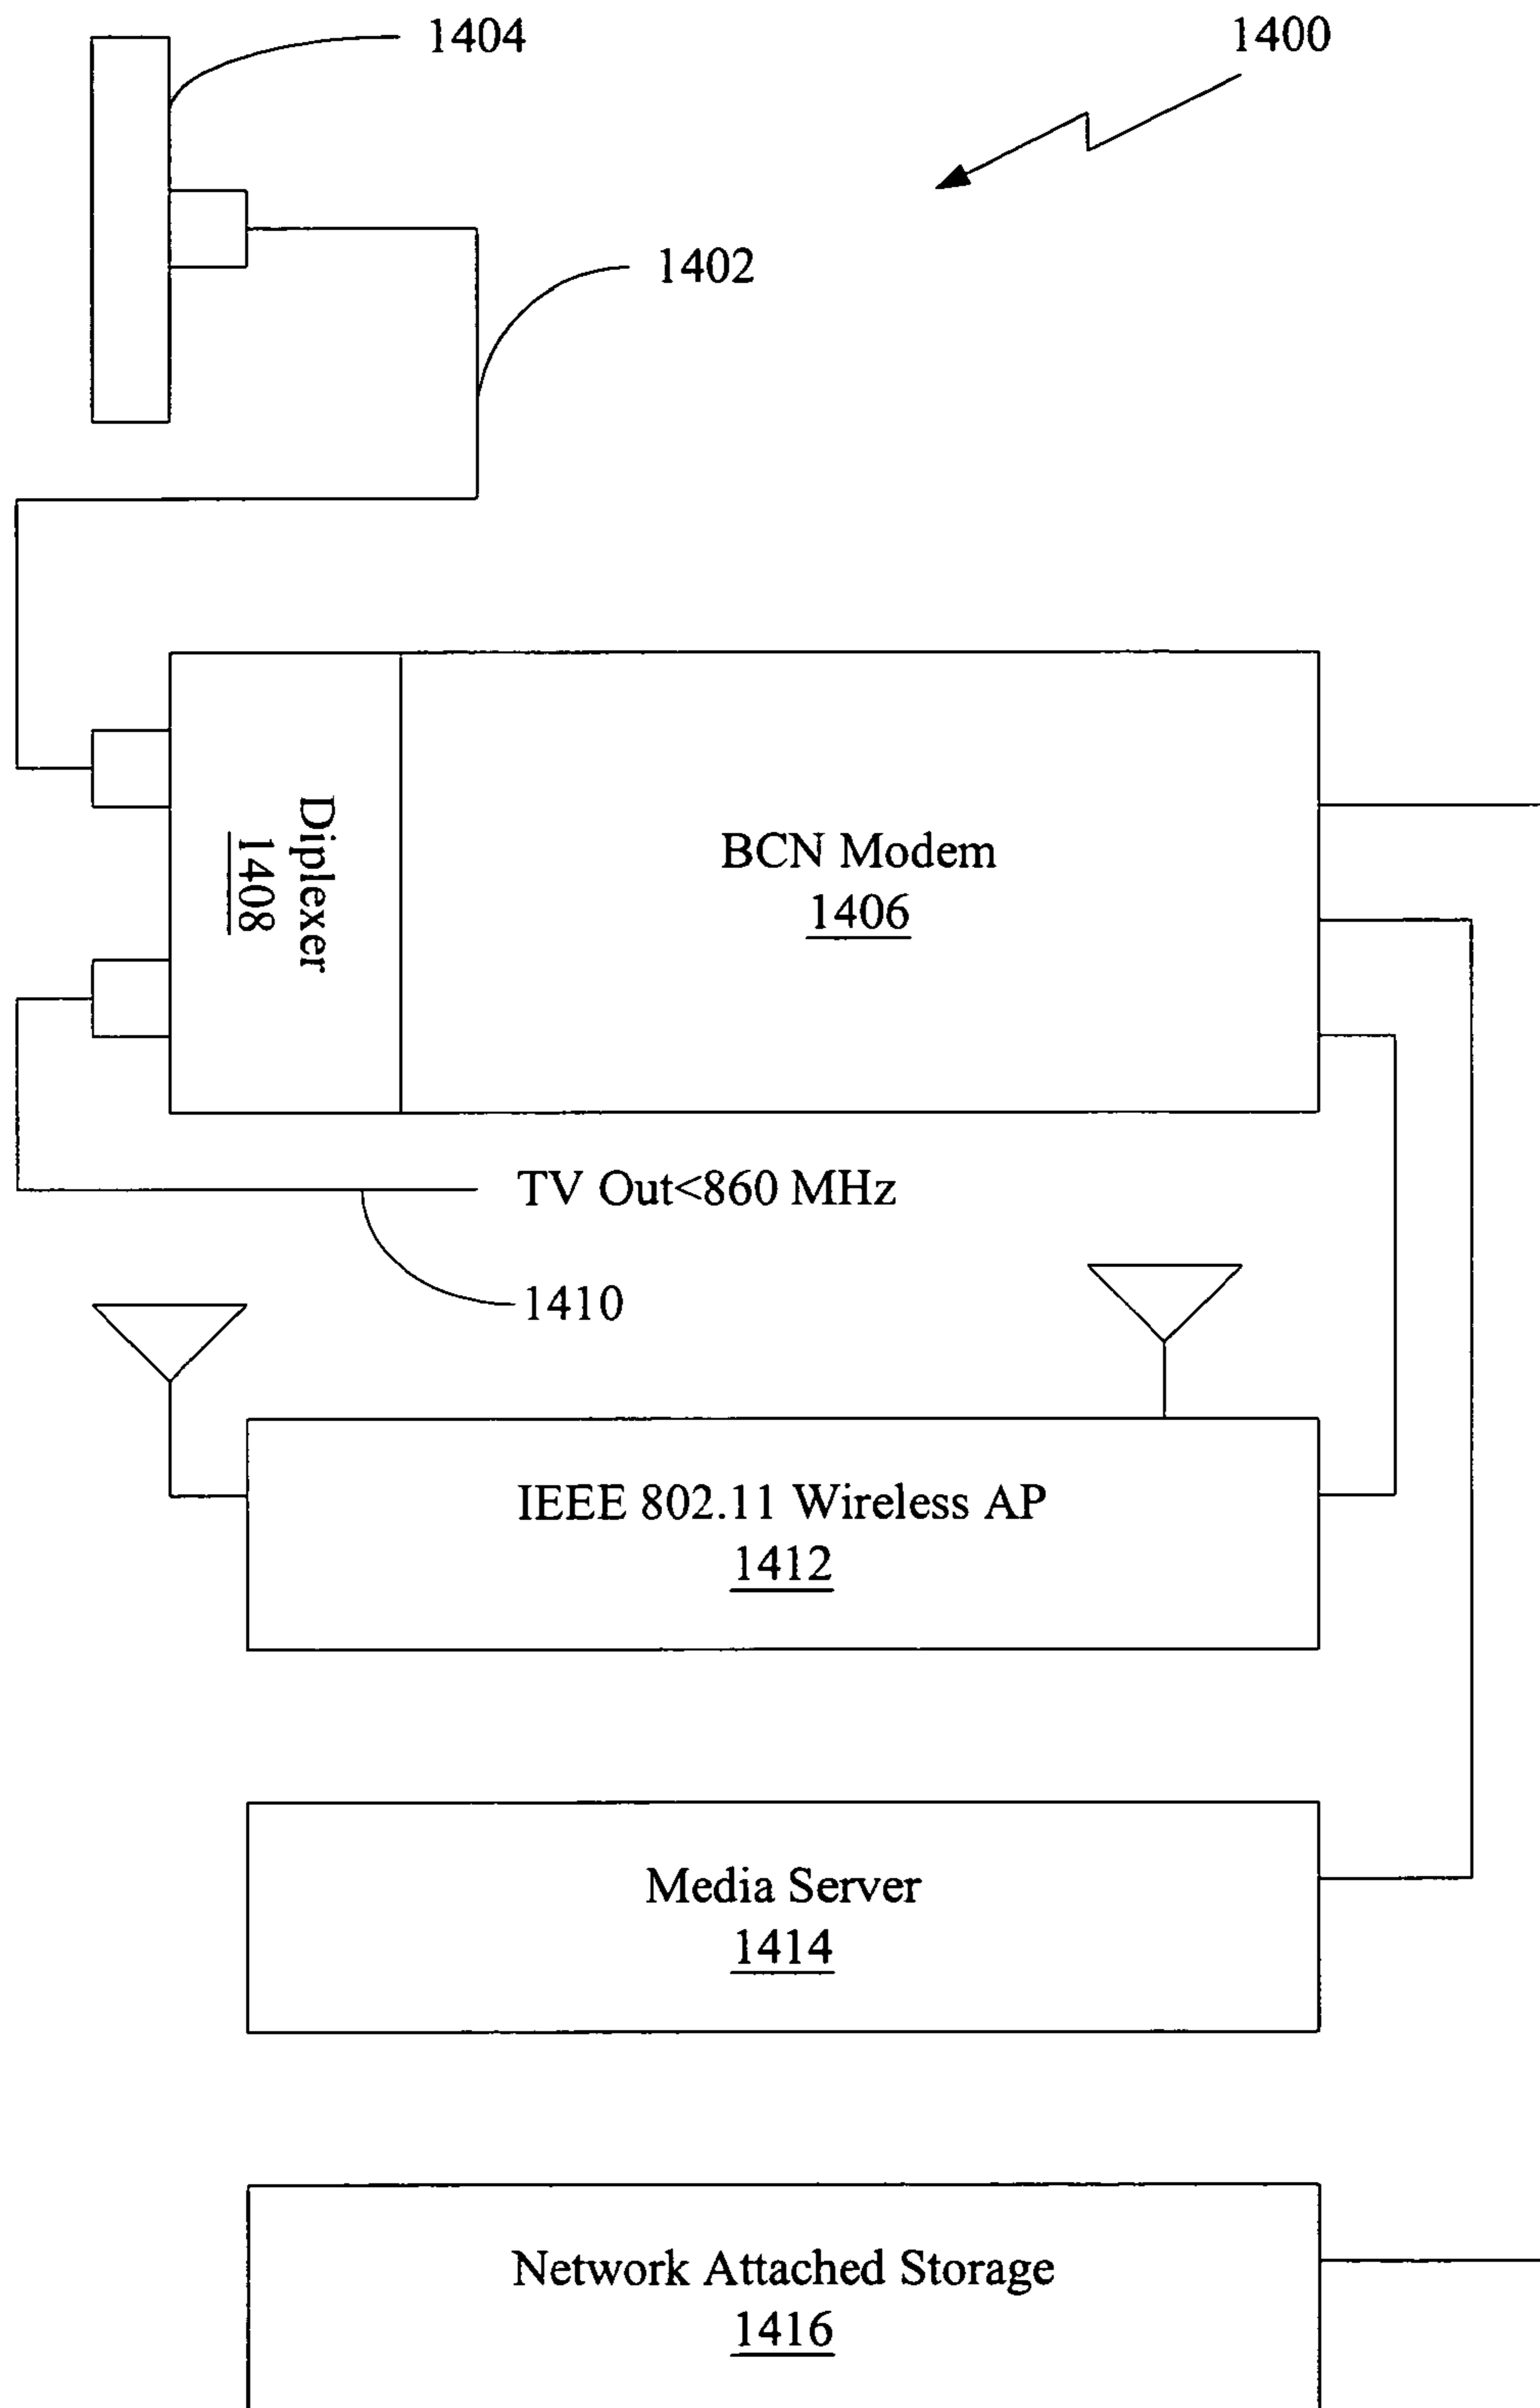 1404
1400
1402
Diplexer
1408
BCN Modem
1406
TV Out<860 MHz
1410
IEEE 802.11 Wireless AP
1412
Media Server
1414
Network Attached Storage
1416